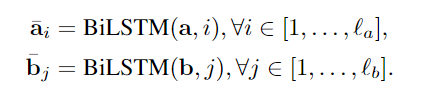 ā_i = BiLSTM(a, i), ∀i ∈ [1, . . . , ℓ_a],
b̄_j = BiLSTM(b, j), ∀j ∈ [1, . . . , ℓ_b].